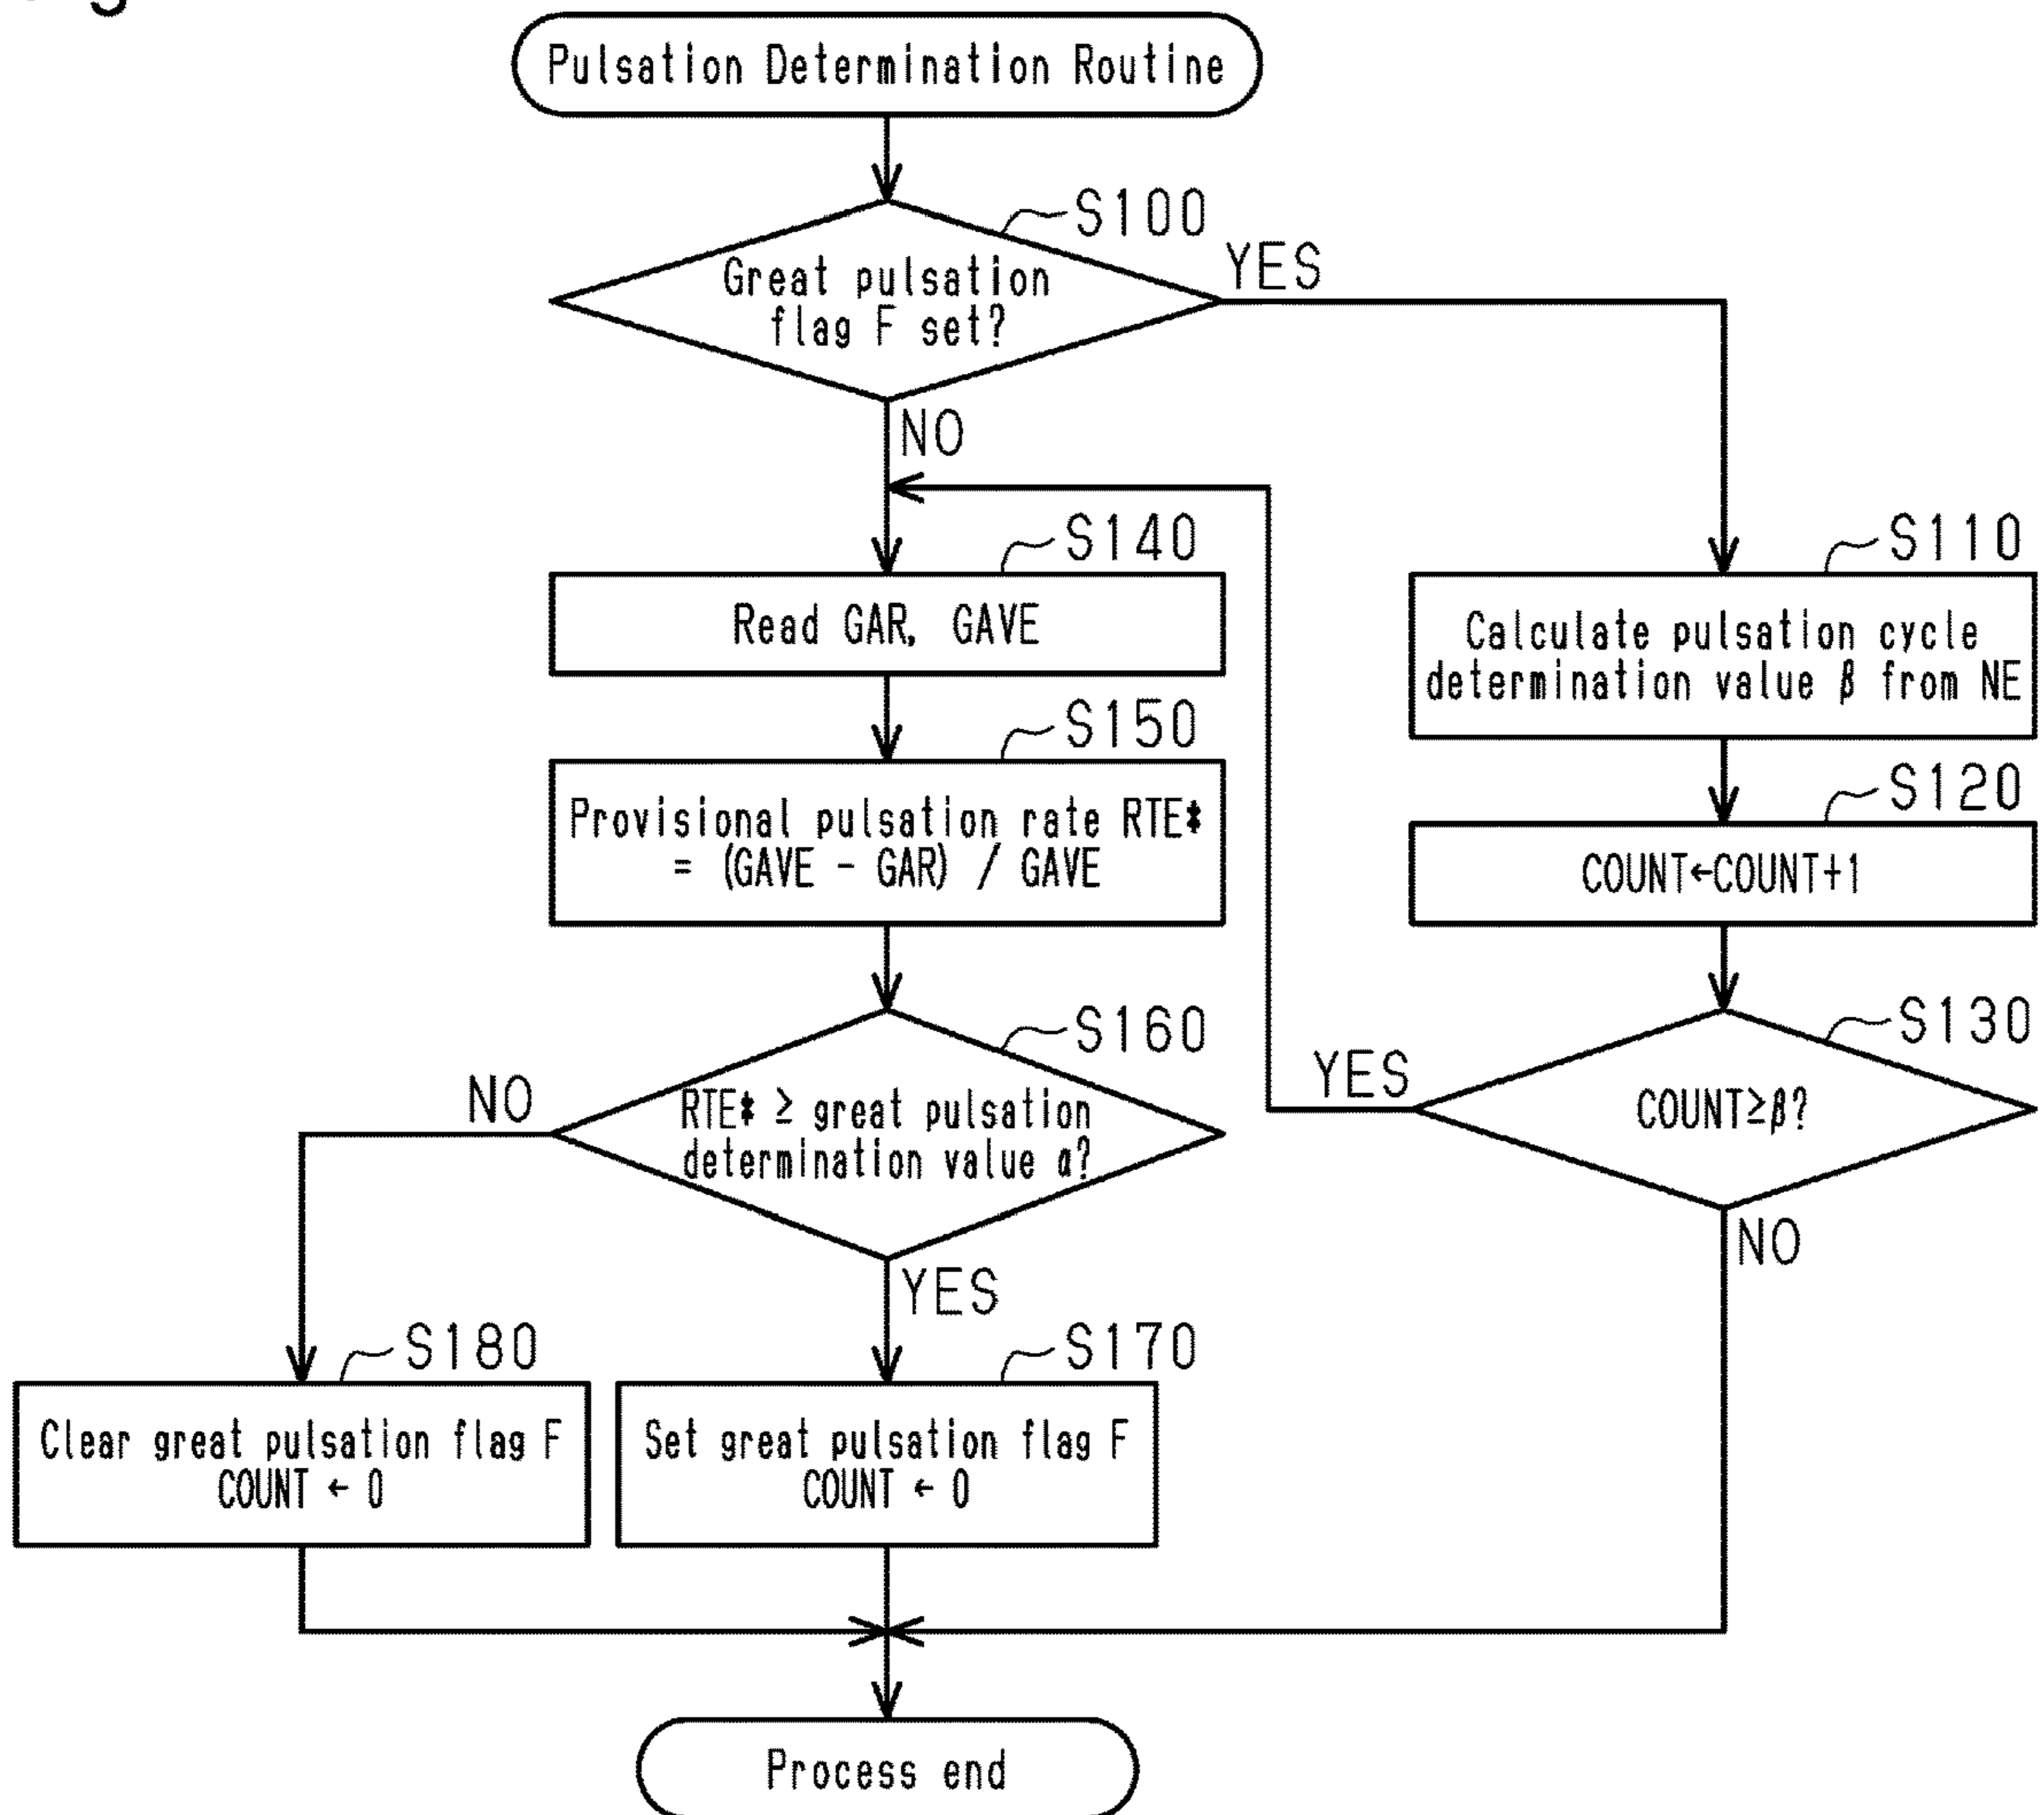 Pulsation Determination Routine
S100
Great pulsation
flag F set?
YES
NO
S140
Read GAR, GAVE
S110
Calculate pulsation cycle
determination value β from NE
S150
Provisional pulsation rate RTE*
= (GAVE - GAR) / GAVE
S120
COUNT←COUNT+1
S160
RTE* ≥ great pulsation
determination value α?
NO
YES
S130
COUNT≥β?
YES
NO
S180
Clear great pulsation flag F
COUNT ← 0
S170
Set great pulsation flag F
COUNT ← 0
Process end